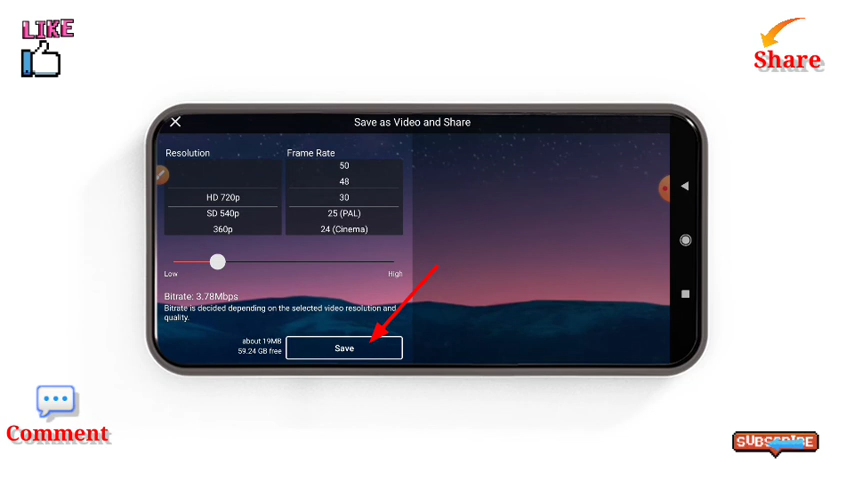 LIKE
Share
Save as Video and Share
Resolution
Frame Rate
50
48
HD 720p
30
SD 540p
25 (PAL)
360p
24 (Cinema)
Low
High
Bitrate: 3.78Mbps
Bitrate is decided depending on the selected video resolution and
quality.
about 19MB
59.24 GB free
Save
Comment
SUBSCRIBE